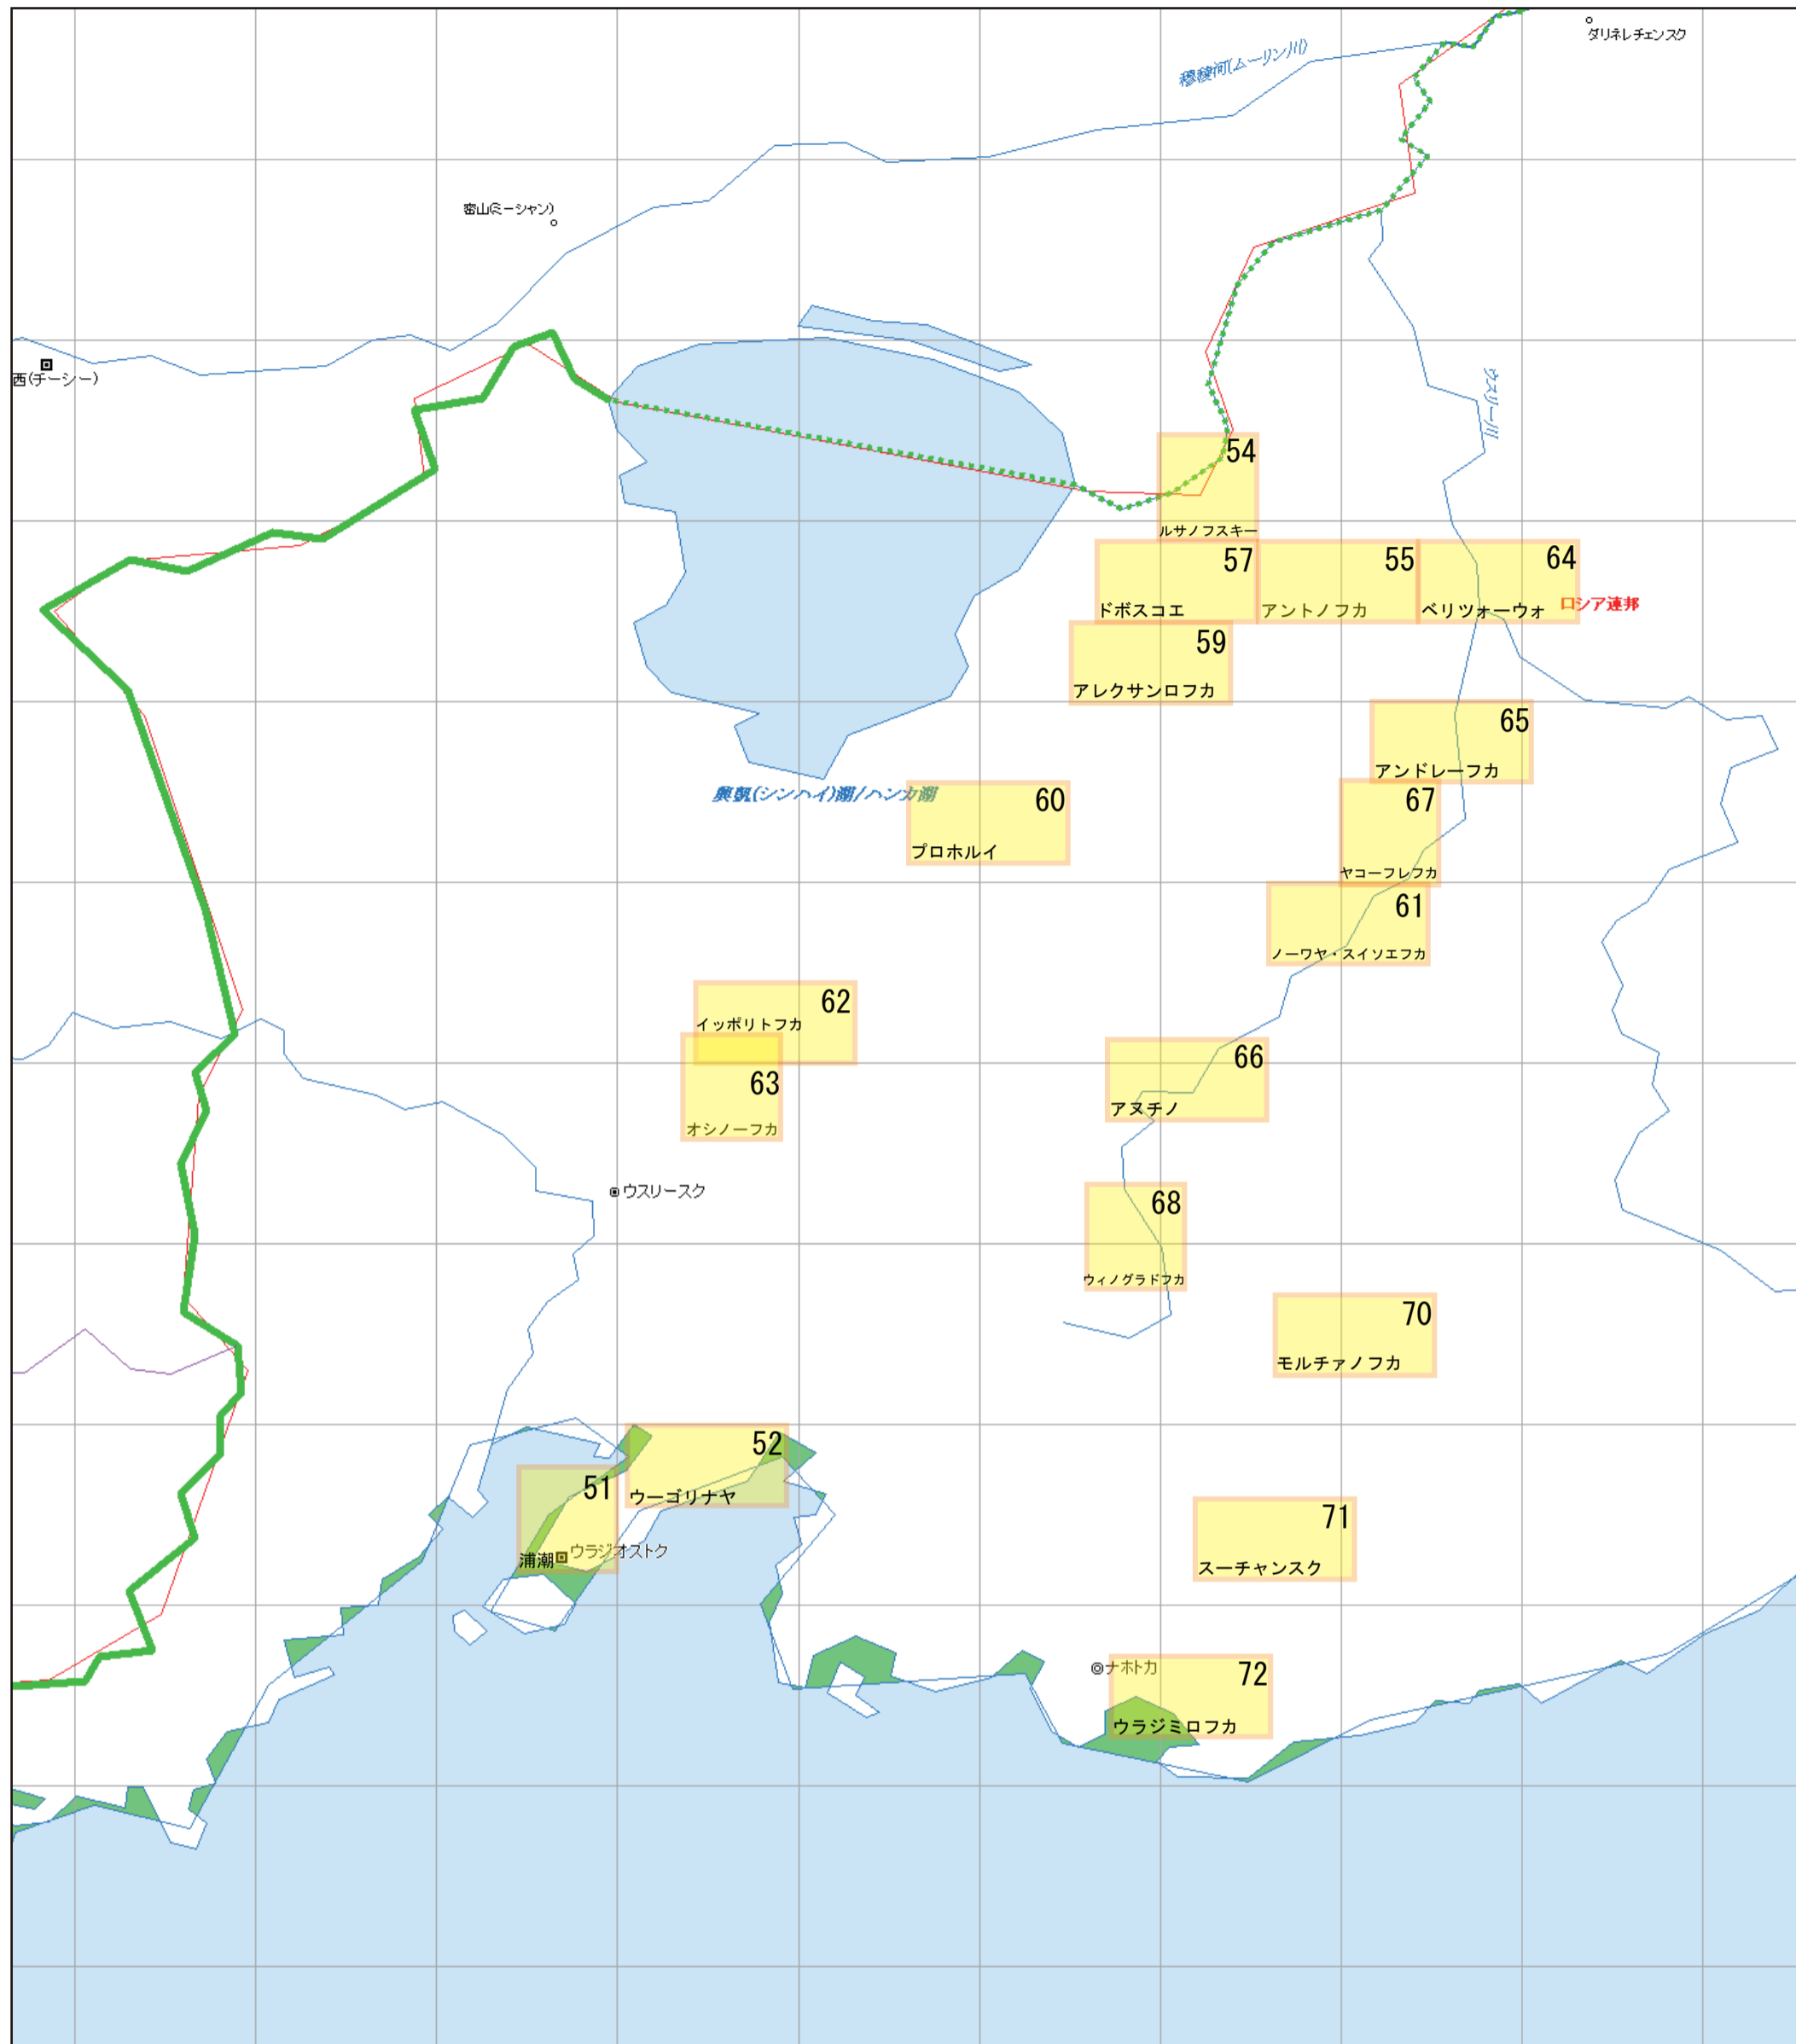 ダリネレチェンスク
穆稜河(ムーリン川)
密山(ミーシャン)
西(チーシー)
ウスリー川
54
ルサノフスキー
57
ドボスコエ
55
アントノフカ
64
ベリツォーウォ
ロシア連邦
59
アレクサンロフカ
65
アンドレーフカ
興凱(シンハイ)湖/ハンカ湖
60
プロホルイ
67
ヤコーフレフカ
61
ノーワヤ・スイソエフカ
62
イッポリトフカ
63
オシノーフカ
66
アヌチノ
ウスリースク
68
ウィノグラドフカ
70
モルチァノフカ
52
ウーゴリナヤ
51
浦潮
ウラジオストク
71
スーチャンスク
ナホトカ
72
ウラジミロフカ